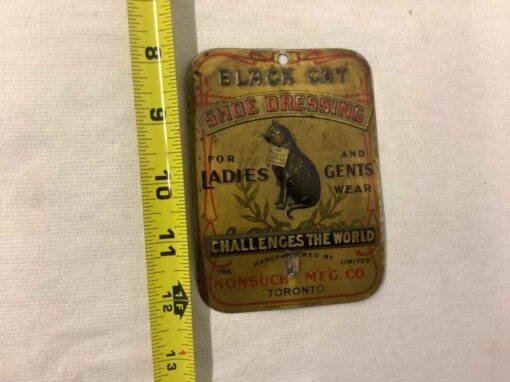 BLACK CAT
SHOE DRESSING
FOR AND
LADIES GENTS
WEAR
CHALLENGES THE WORLD
MANUFACTURED BY
THE LIMITED
NONSUCH MFG. CO.
TORONTO.
8
9
10
11
12
13